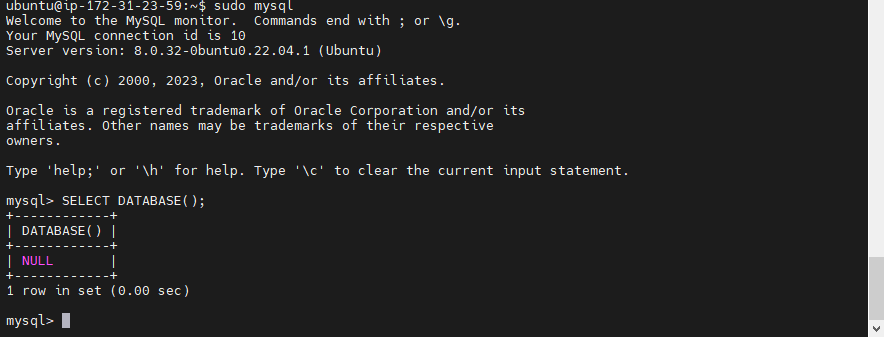 ubuntu@ip-172-31-23-59:~$ sudo mysql
Welcome to the MySQL monitor.  Commands end with ; or \g.
Your MySQL connection id is 10
Server version: 8.0.32-0buntu0.22.04.1 (Ubuntu)
Copyright (c) 2000, 2023, Oracle and/or its affiliates.
Oracle is a registered trademark of Oracle Corporation and/or its
affiliates. Other names may be trademarks of their respective
owners.
Type 'help;' or '\h' for help. Type '\c' to clear the current input statement.
mysql> SELECT DATABASE();
+------------+
| DATABASE() |
+------------+
| NULL       |
+------------+
1 row in set (0.00 sec)
mysql>